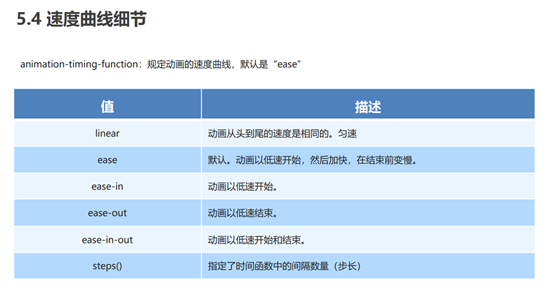 5.4 速度曲线细节
animation-timing-function：规定动画的速度曲线，默认是“ease”
值 描述
linear 动画从头到尾的速度是相同的。匀速
ease 默认。动画以低速开始，然后加快，在结束前变慢。
ease-in 动画以低速开始。
ease-out 动画以低速结束。
ease-in-out 动画以低速开始和结束。
steps() 指定了时间函数中的间隔数量（步长）